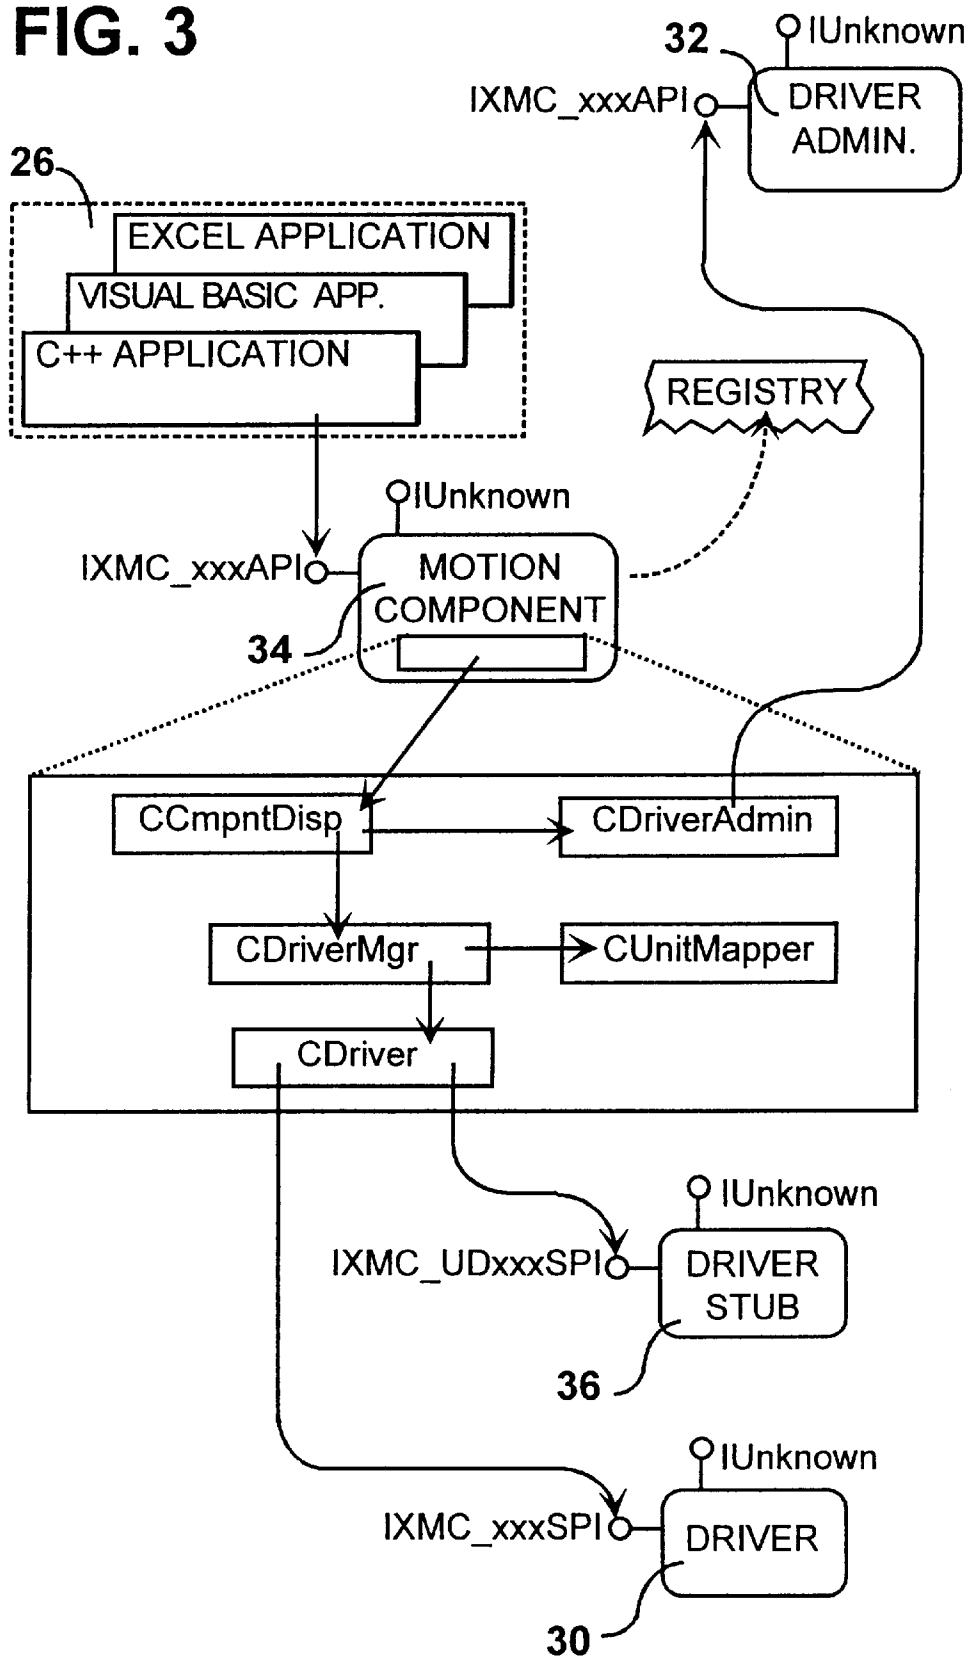 FIG. 3
32
IUnknown
IXMC_xxxAPI
DRIVER
ADMIN.
26
EXCEL APPLICATION
VISUAL BASIC APP.
C++ APPLICATION
REGISTRY
IUnknown
IXMC_xxxAPI
MOTION
COMPONENT
34
CCmpntDisp
CDriverAdmin
CDriverMgr
CUnitMapper
CDriver
IUnknown
IXMC_UDxxxSPI
DRIVER
STUB
36
IUnknown
IXMC_xxxSPI
DRIVER
30